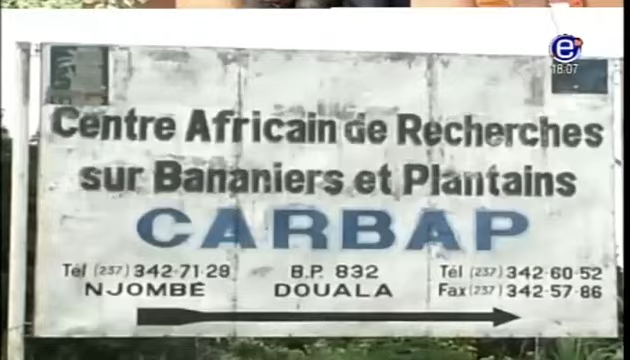 e
18:07
Centre Africain de Recherches
sur Bananiers et Plantains
CARBAP
Tél (237) 342-71-29 B.P. 832 Tél (237) 342-60-52
NJOMBÉ DOUALA Fax (237) 342-57-86